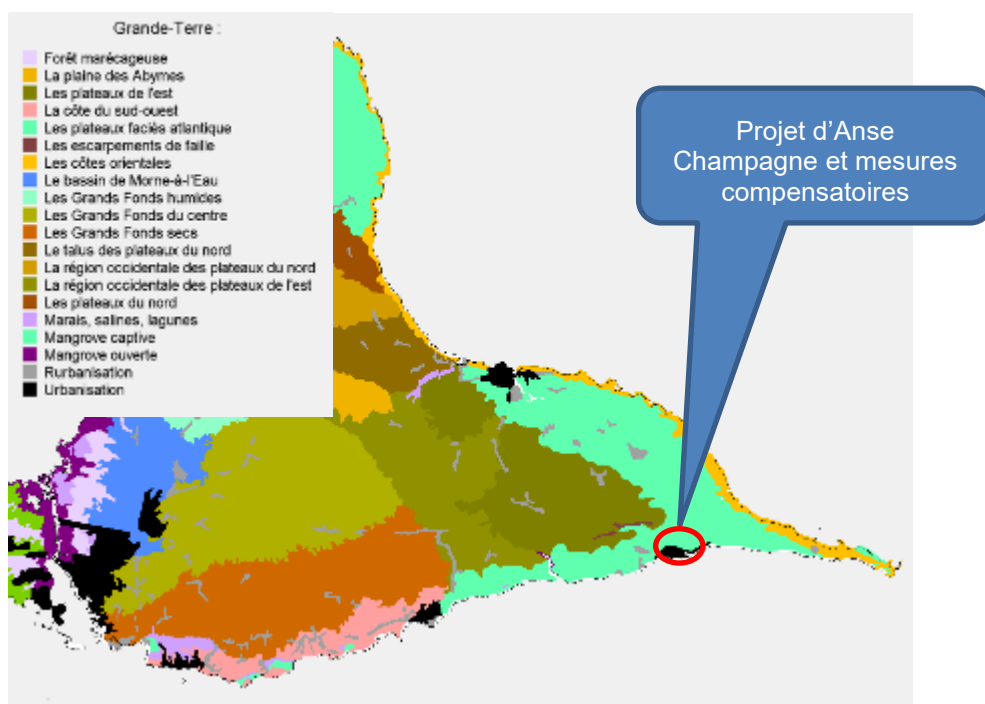 Grande-Terre :
Forêt marécageuse
La plaine des Abymes
Les plateaux de l'est
La côte du sud-ouest
Les plateaux faciès atlantique
Les escarpements de faille
Les côtes orientales
Le bassin de Morne-à-l'Eau
Les Grands Fonds humides
Les Grands Fonds du centre
Les Grands Fonds secs
Le talus des plateaux du nord
La région occidentale des plateaux du nord
La région occidentale des plateaux de l'est
Les plateaux du nord
Marais, salines, lagunes
Mangrove captive
Mangrove ouverte
Rurbanisation
Urbanisation
Projet d’Anse
Champagne et mesures
compensatoires